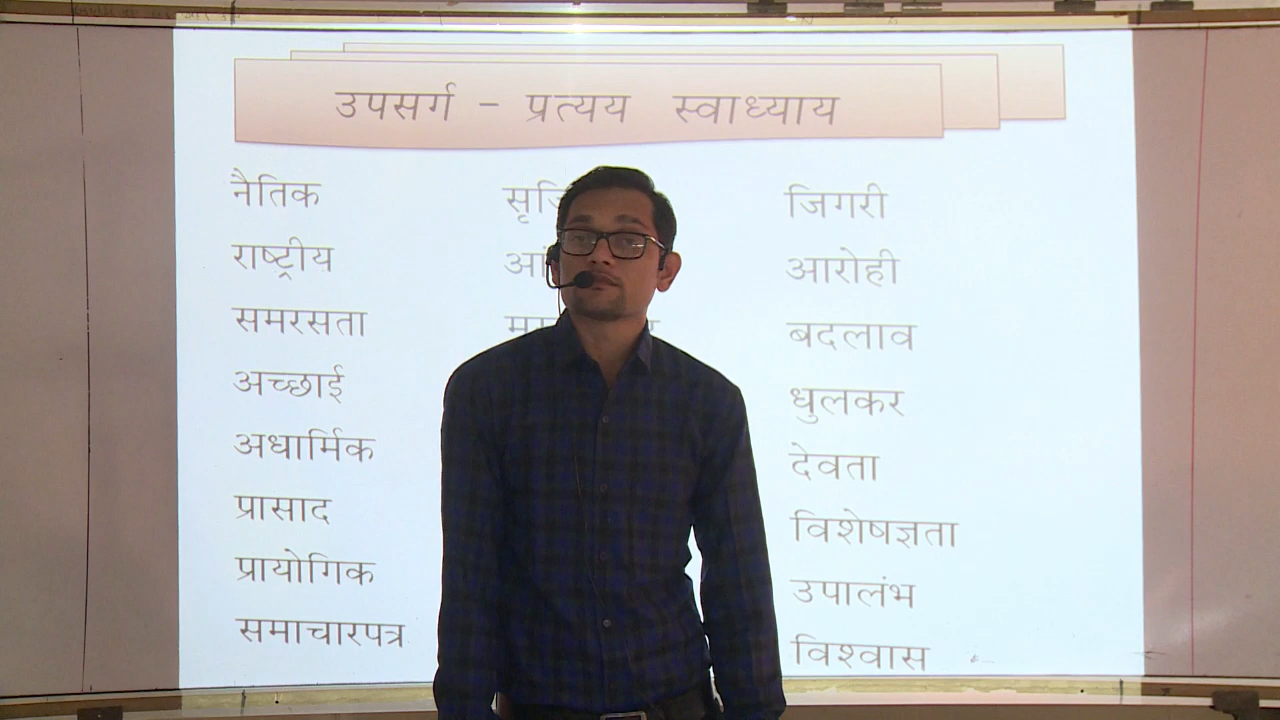 उपसर्ग - प्रत्यय स्वाध्याय
नैतिक
राष्ट्रीय
समरसता
अच्छाई
अधार्मिक
प्रासाद
प्रायोगिक
समाचारपत्र
जिगरी
आरोही
बदलाव
धुलकर
देवता
विशेषज्ञता
उपालंभ
विश्वास